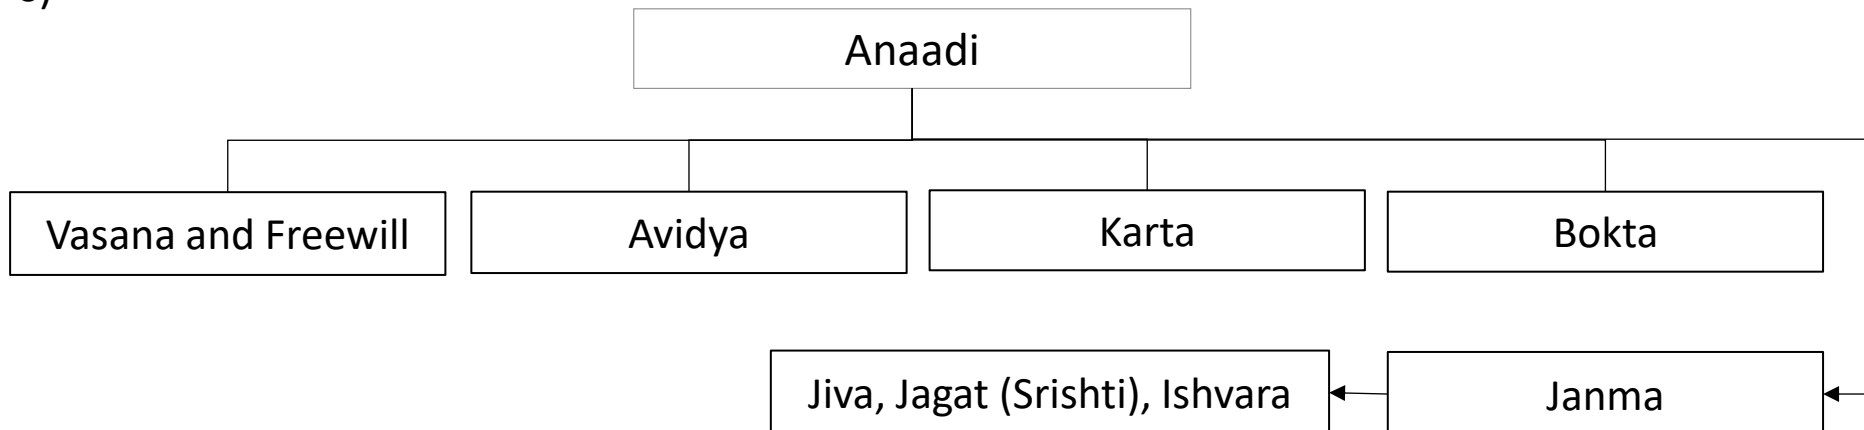 Anaadi
Vasana and Freewill
Avidya
Karta
Bokta
Jiva, Jagat (Srishti), Ishvara
Janma